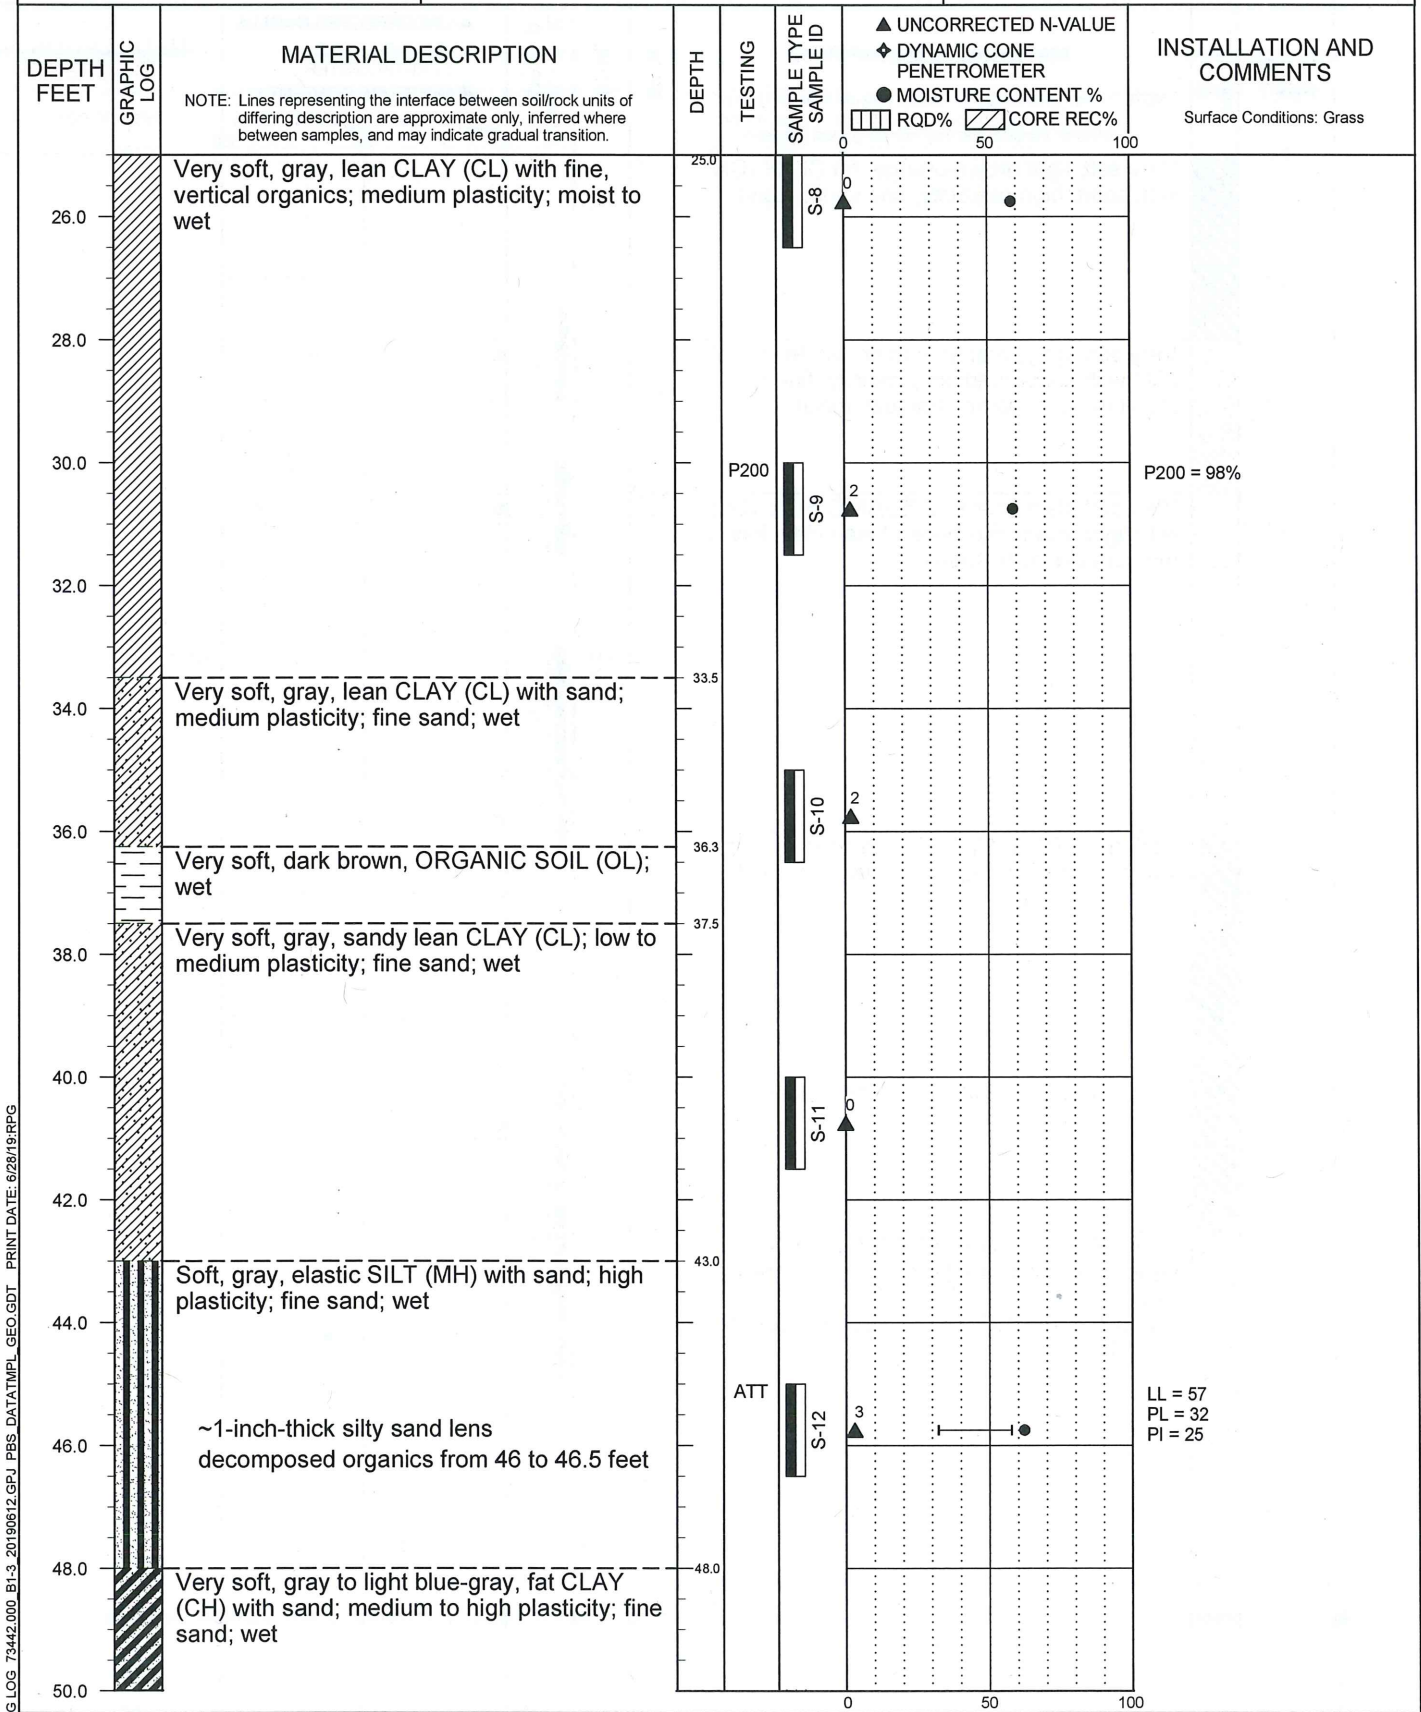 DEPTH
FEET
GRAPHIC
LOG
MATERIAL DESCRIPTION
NOTE: Lines representing the interface between soil/rock units of
differing description are approximate only, inferred where
between samples, and may indicate gradual transition.
DEPTH
TESTING
SAMPLE TYPE
SAMPLE ID
▲ UNCORRECTED N-VALUE
DYNAMIC CONE
PENETROMETER
● MOISTURE CONTENT %
RQD% CORE REC%
0 50 100
INSTALLATION AND
COMMENTS
Surface Conditions: Grass
Very soft, gray, lean CLAY (CL) with fine,
vertical organics; medium plasticity; moist to
wet
25.0
S-8
0
26.0
28.0
30.0
P200
S-9
2
P200 = 98%
32.0
33.5
Very soft, gray, lean CLAY (CL) with sand;
medium plasticity; fine sand; wet
34.0
S-10
2
36.0
36.3
Very soft, dark brown, ORGANIC SOIL (OL);
wet
37.5
Very soft, gray, sandy lean CLAY (CL); low to
medium plasticity; fine sand; wet
38.0
40.0
S-11
0
42.0
43.0
Soft, gray, elastic SILT (MH) with sand; high
plasticity; fine sand; wet
44.0
ATT
S-12
3
LL = 57
PL = 32
PI = 25
~1-inch-thick silty sand lens
46.0
decomposed organics from 46 to 46.5 feet
48.0
48.0
Very soft, gray to light blue-gray, fat CLAY
(CH) with sand; medium to high plasticity; fine
sand; wet
50.0
0 50 100
G LOG 73442.000_B1-3_20190612.GPJ PBS_DATATMPL_GEO.GDT PRINT DATE: 6/28/19:RPG